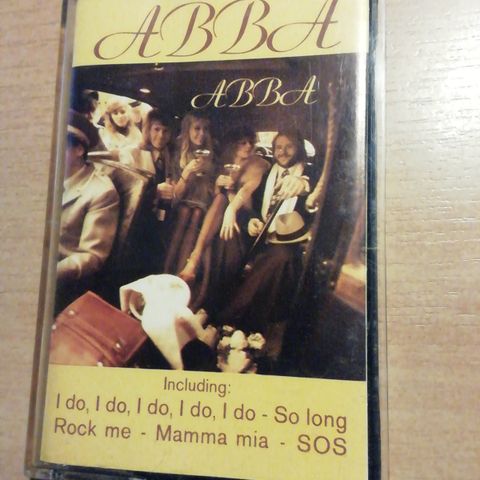 ABBA
ABBA
Including:
I do, I do, I do, I do, I do - So long
Rock me - Mamma mia - SOS